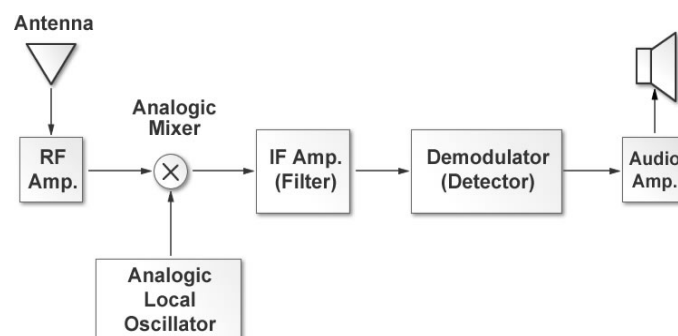 Antenna
Analogic
Mixer
RF
Amp.
IF Amp.
(Filter)
Demodulator
(Detector)
Audio
Amp.
Analogic
Local
Oscillator